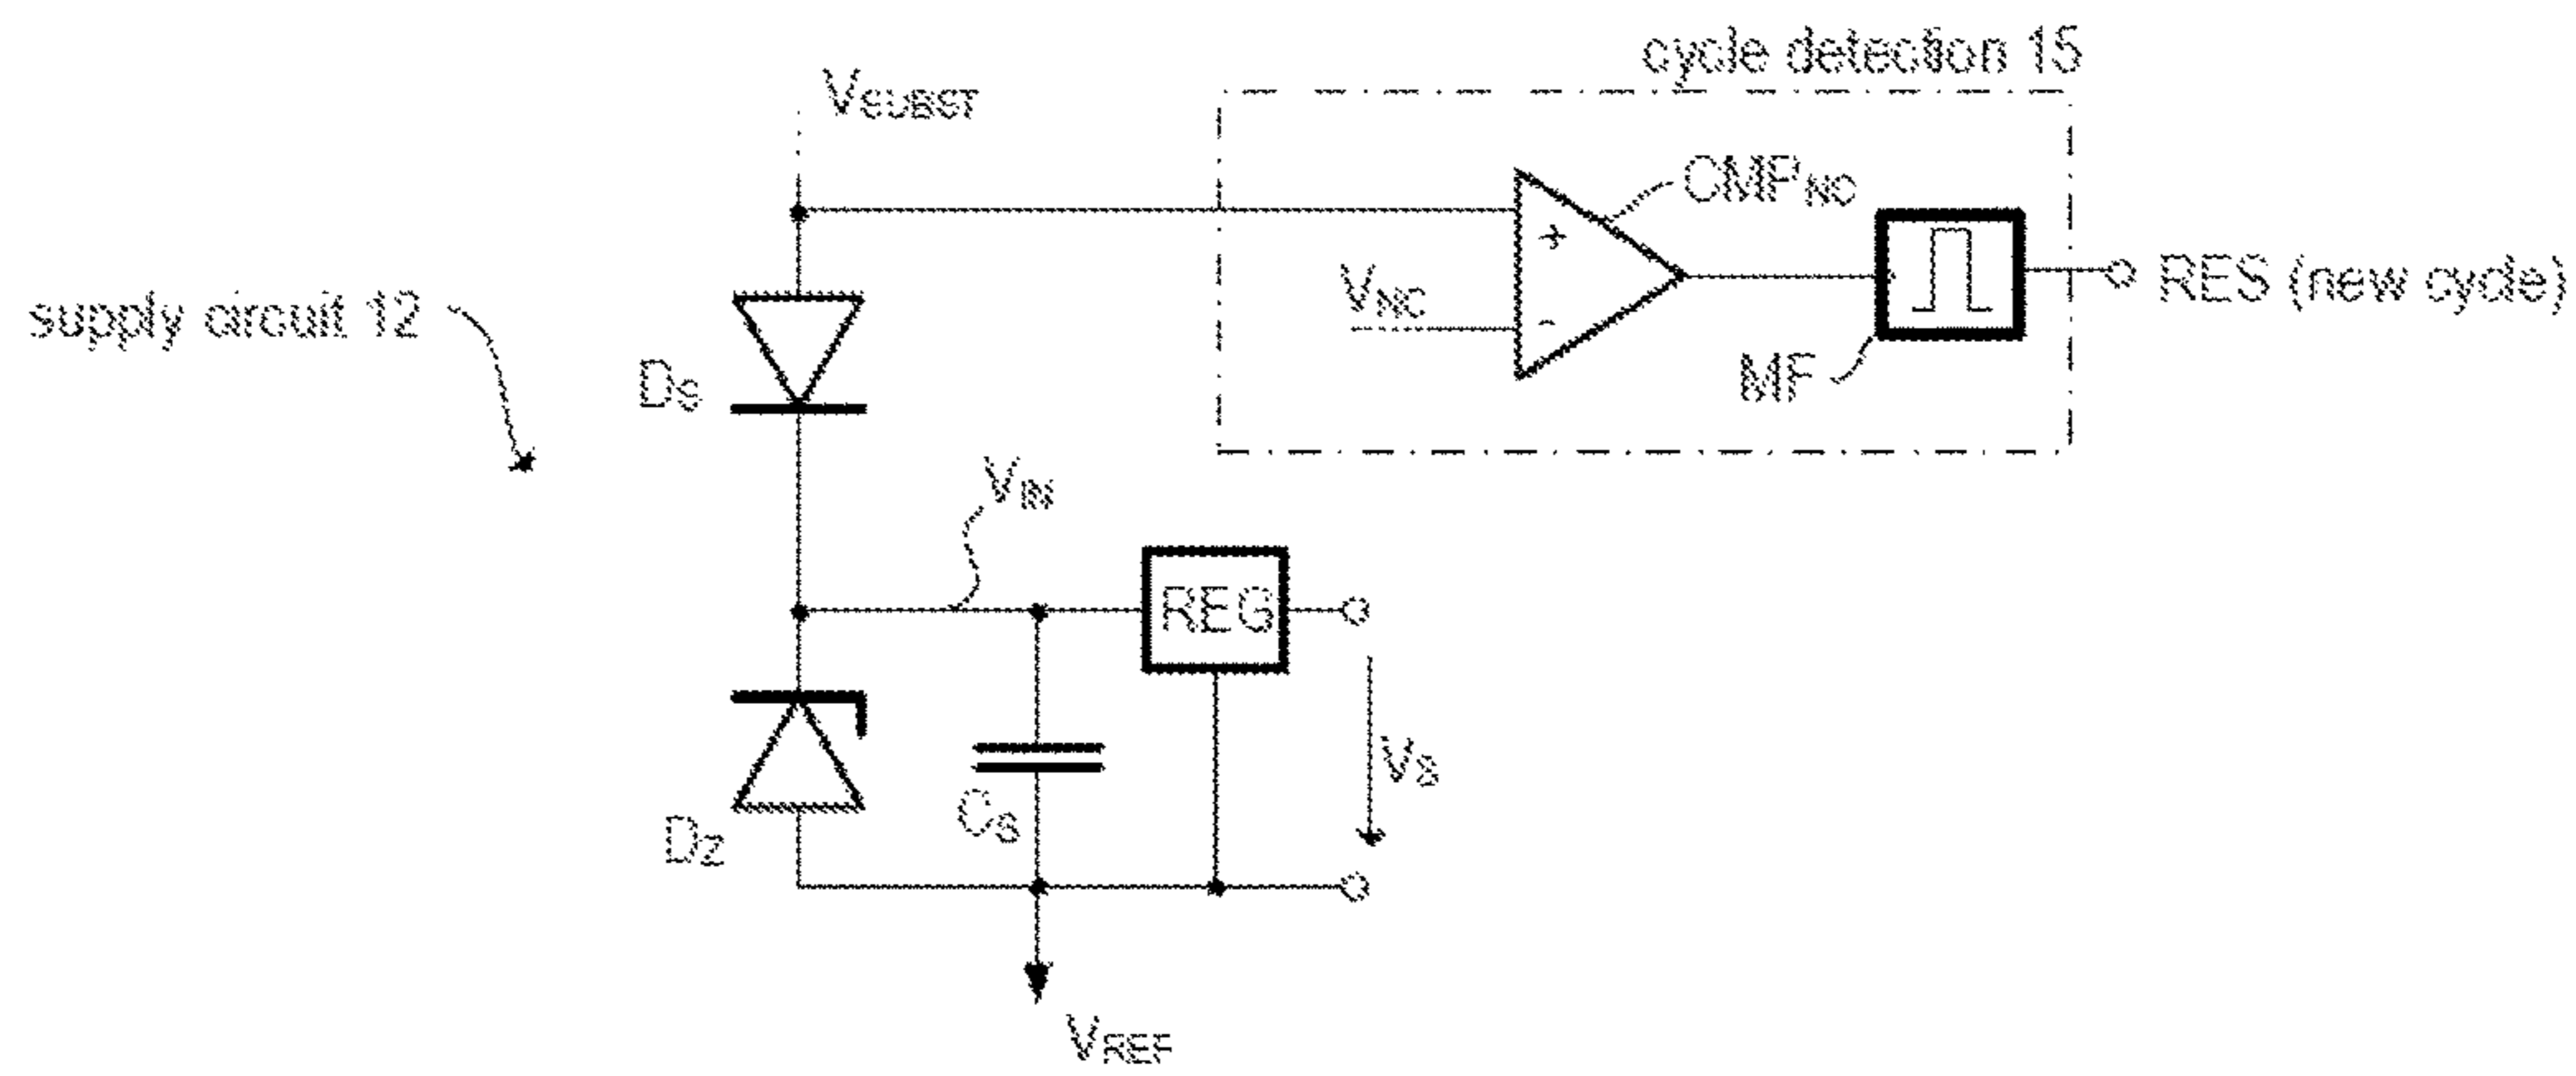 cycle detection 15
VSUBST
CMPNC
VNC
RES (new cycle)
supply circuit 12
MF
DS
VIN
REG
VS
CS
DZ
VREF